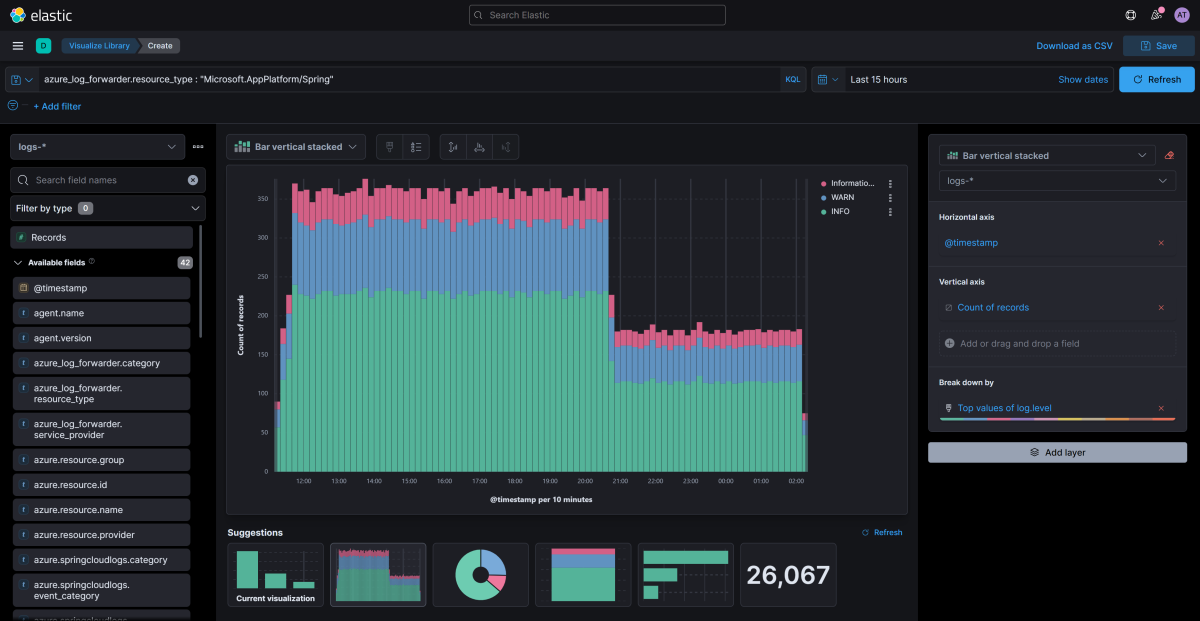 elastic
Search Elastic
AT
D
Visualize Library
Create
Download as CSV
Save
azure_log_forwarder.resource_type : "Microsoft.AppPlatform/Spring"
KQL
Last 15 hours
Show dates
Refresh
+ Add filter
logs-*
Search field names
Filter by type 0
# Records
Available fields ?
42
@timestamp
t agent.name
t agent.version
t azure_log_forwarder.category
t azure_log_forwarder.
resource_type
t azure_log_forwarder.
service_provider
t azure.resource.group
t azure.resource.id
t azure.resource.name
t azure.resource.provider
t azure.springcloudlogs.category
t azure.springcloudlogs.
event_category
azure.springcloudlogs.
Bar vertical stacked
Count of records
350
300
250
200
150
100
50
0
12:00
13:00
14:00
15:00
16:00
17:00
18:00
19:00
20:00
21:00
22:00
23:00
00:00
01:00
02:00
@timestamp per 10 minutes
Informatio...
WARN
INFO
Suggestions
Refresh
Current visualization
26,067
Bar vertical stacked
logs-*
Horizontal axis
@timestamp
Vertical axis
Count of records
Add or drag and drop a field
Break down by
Top values of log.level
Add layer